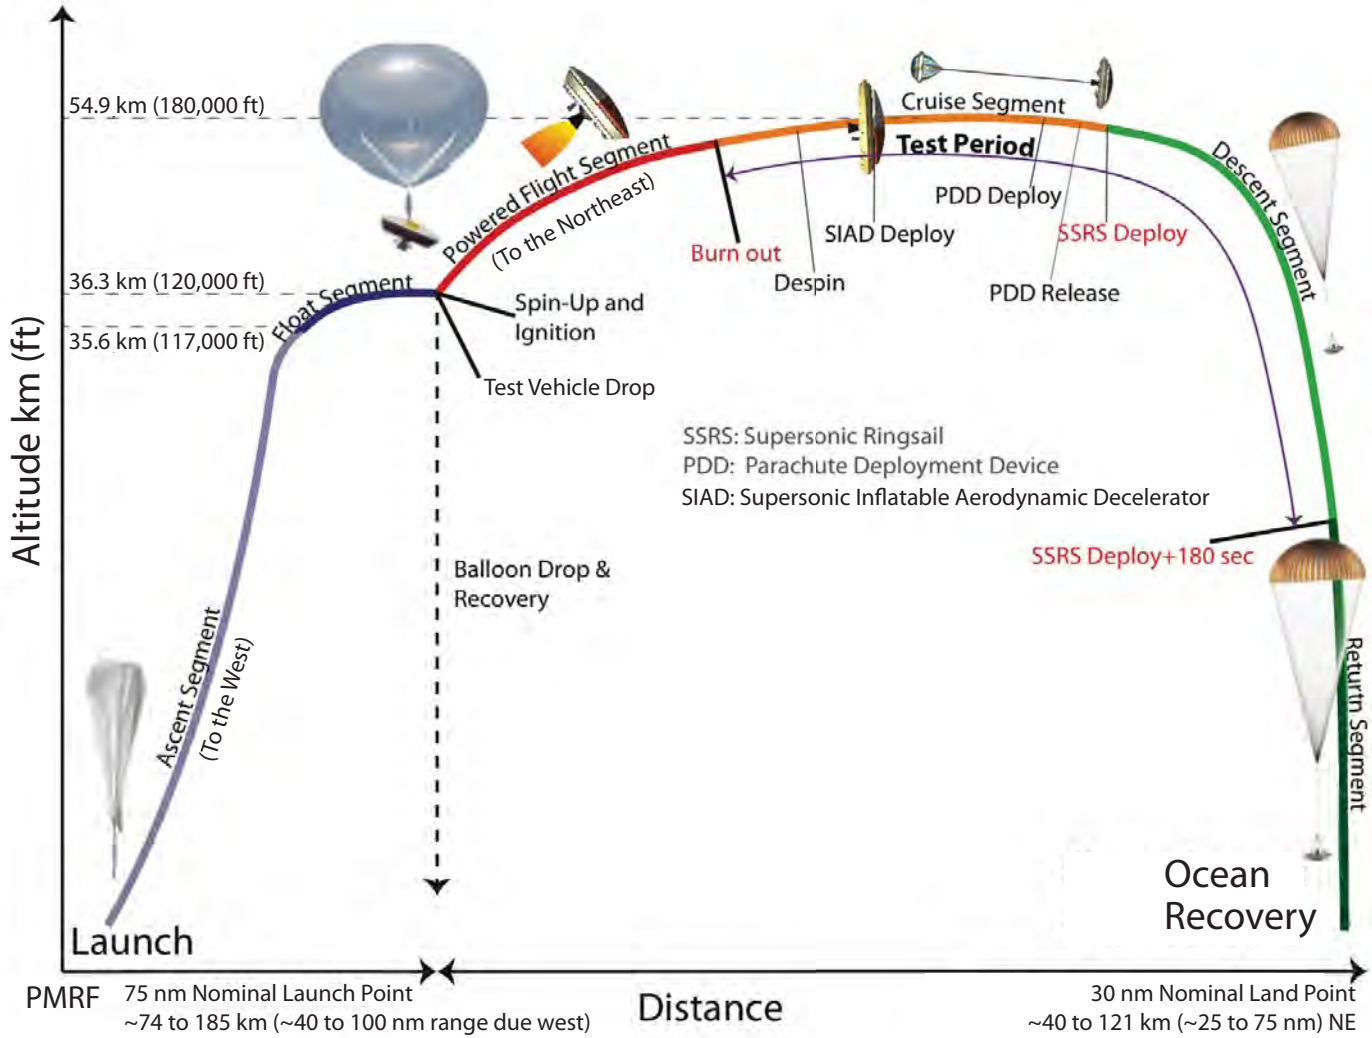 54.9 km (180,000 ft)
Cruise Segment
Test Period
Powered Flight Segment
(To the Northeast)
Descent Segment
PDD Deploy
SIAD Deploy
SSRS Deploy
Burn out
Despin
PDD Release
36.3 km (120,000 ft)
Float Segment
35.6 km (117,000 ft)
Spin-Up and
Ignition
Test Vehicle Drop
Altitude km (ft)
SSRS: Supersonic Ringsail
PDD: Parachute Deployment Device
SIAD: Supersonic Inflatable Aerodynamic Decelerator
SSRS Deploy+180 sec
Balloon Drop &
Recovery
Ascent Segment
(To the West)
Returtn Segment
Ocean
Recovery
Launch
PMRF
75 nm Nominal Launch Point
~74 to 185 km (~40 to 100 nm range due west)
Distance
30 nm Nominal Land Point
~40 to 121 km (~25 to 75 nm) NE